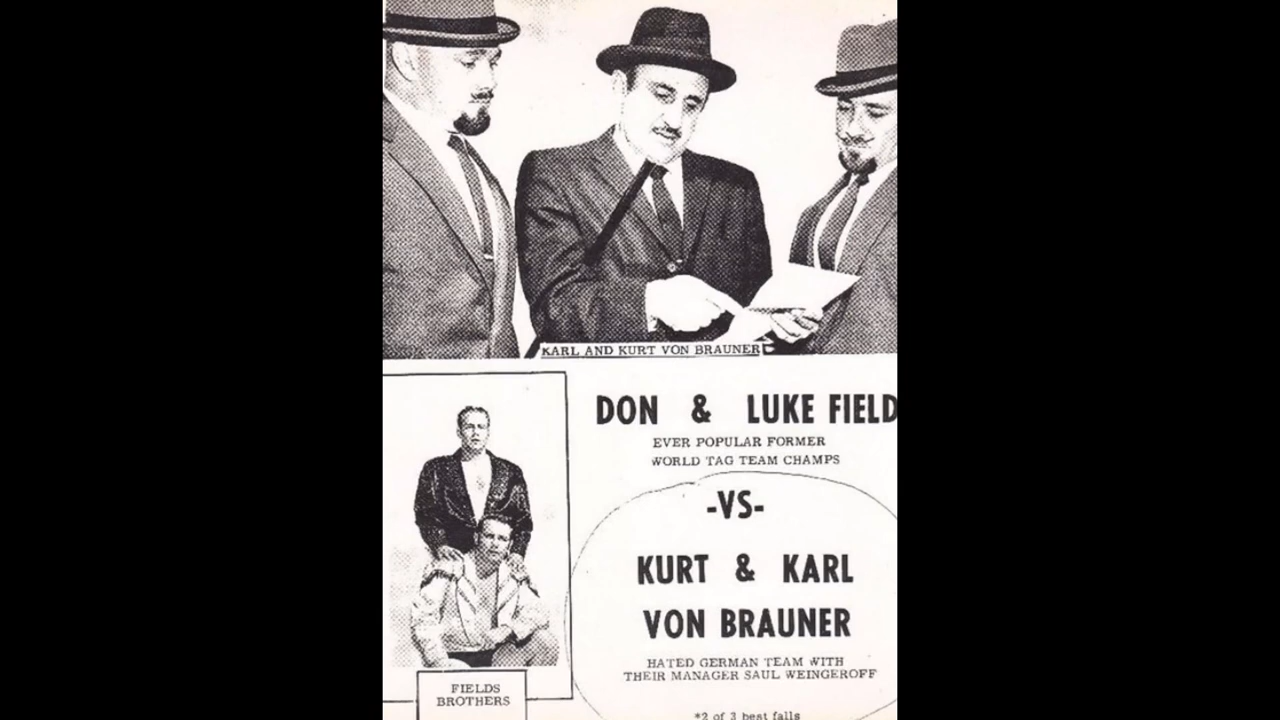 KARL AND KURT VON BRAUNER
DON & LUKE FIELD
EVER POPULAR FORMER
WORLD TAG TEAM CHAMPS
-VS-
KURT & KARL
VON BRAUNER
HATED GERMAN TEAM WITH
THEIR MANAGER SAUL WEINGEROFF
*2 of 3 best falls
FIELDS
BROTHERS